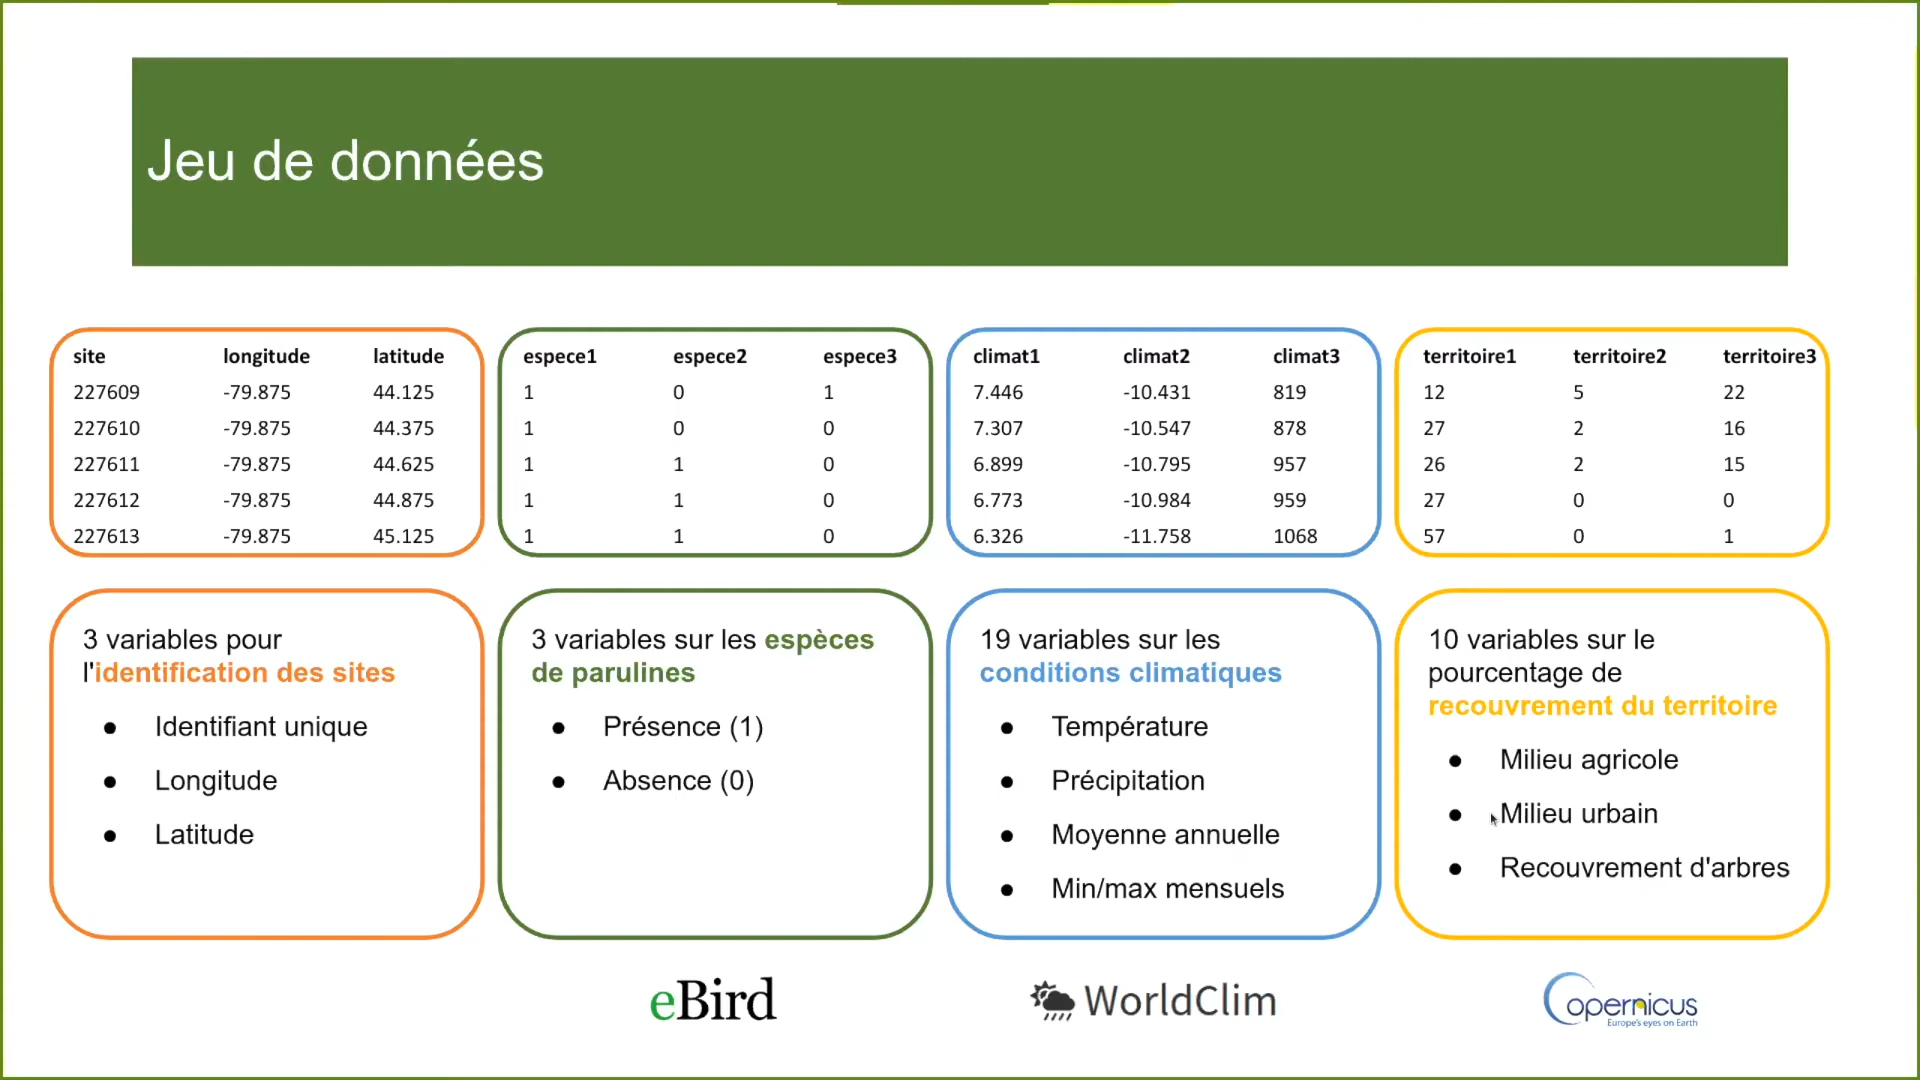 Jeu de données
site longitude latitude
227609 -79.875 44.125
227610 -79.875 44.375
227611 -79.875 44.625
227612 -79.875 44.875
227613 -79.875 45.125
espece1 espece2 espece3
1 0 1
1 0 0
1 1 0
1 1 0
1 1 0
climat1 climat2 climat3
7.446 -10.431 819
7.307 -10.547 878
6.899 -10.795 957
6.773 -10.984 959
6.326 -11.758 1068
territoire1 territoire2 territoire3
12 5 22
27 2 16
26 2 15
27 0 0
57 0 1
3 variables pour
l'identification des sites
● Identifiant unique
● Longitude
● Latitude
3 variables sur les espèces
de parulines
● Présence (1)
● Absence (0)
19 variables sur les
conditions climatiques
● Température
● Précipitation
● Moyenne annuelle
● Min/max mensuels
10 variables sur le
pourcentage de
recouvrement du territoire
● Milieu agricole
● Milieu urbain
● Recouvrement d'arbres
eBird
WorldClim
Copernicus
Europe's eyes on Earth